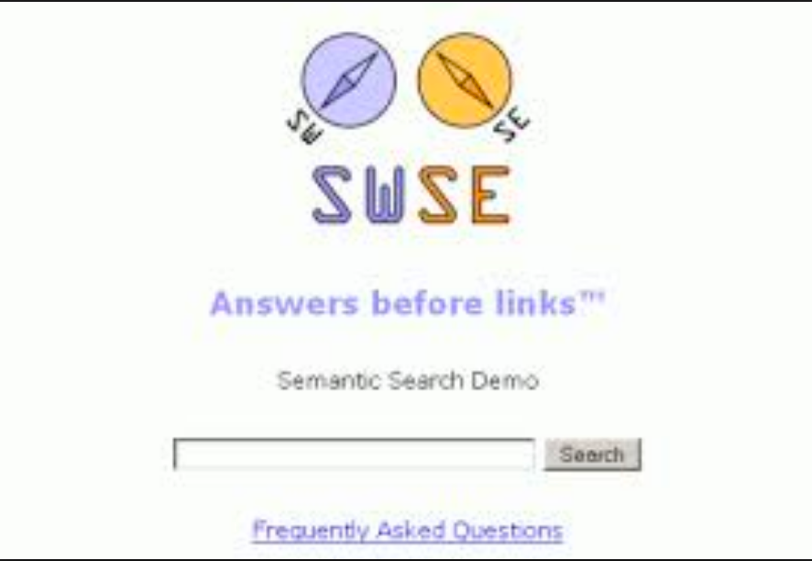 SW SE
SWSE
Answers before links™
Semantic Search Demo
Search
Frequently Asked Questions